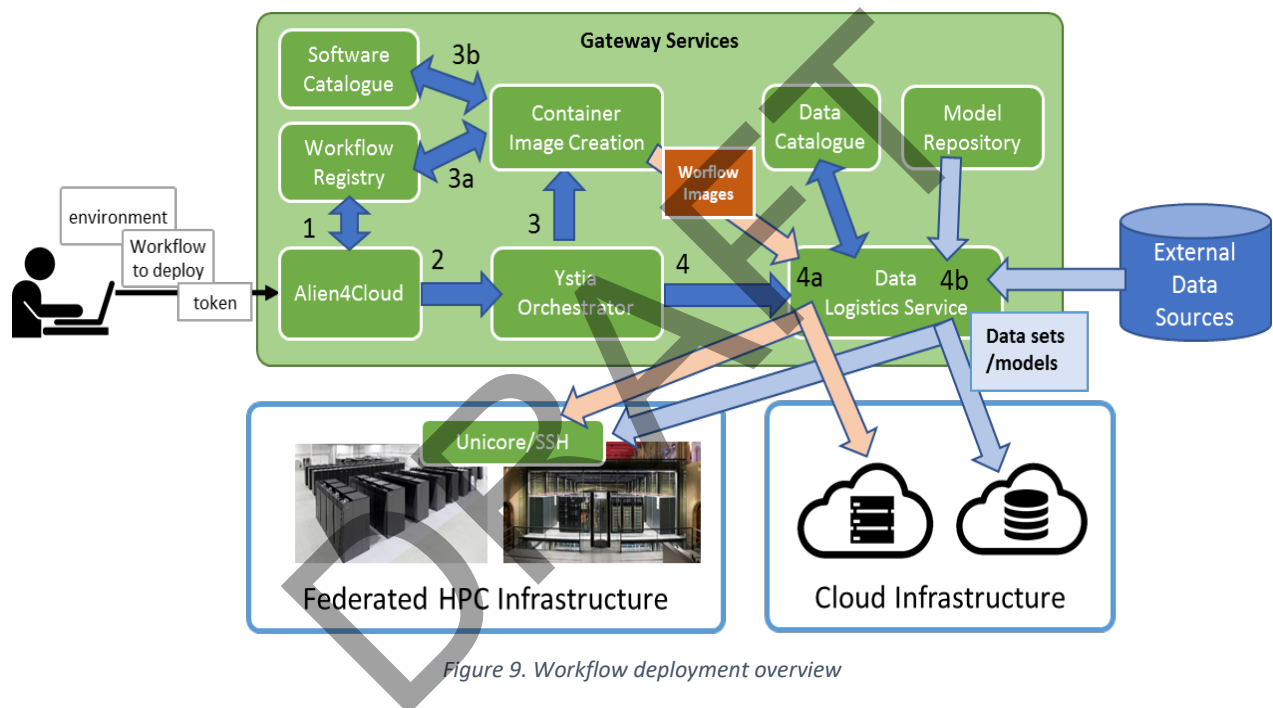 Gateway Services
Software
Catalogue
3b
Container
Image Creation
Data
Catalogue
Model
Repository
Workflow
Registry
3a
Worflow
Images
environment
Workflow
to deploy
token
1
2
3
4
Alien4Cloud
Ystia
Orchestrator
4a
Data
Logistics Service
4b
External
Data
Sources
Data sets
/models
Unicore/SSH
Federated HPC Infrastructure
Cloud Infrastructure
Figure 9. Workflow deployment overview
DRAFT